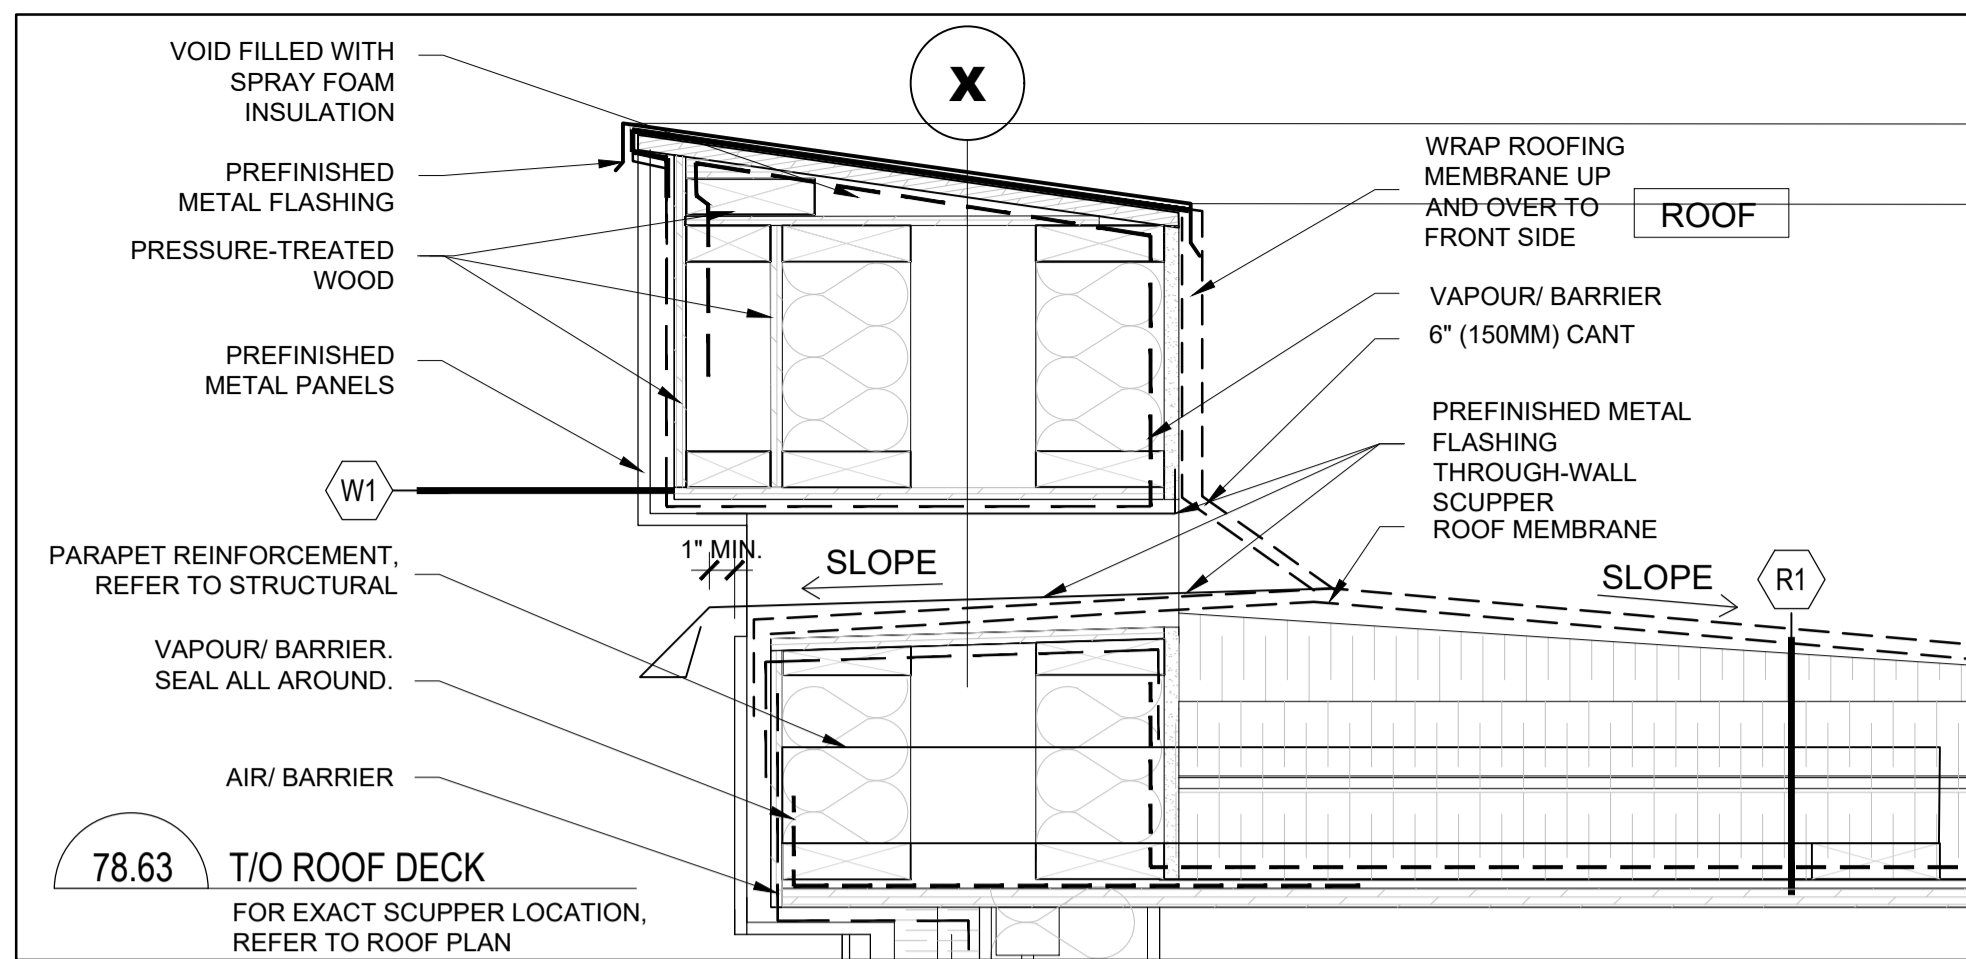 VOID FILLED WITH
SPRAY FOAM
INSULATION
PREFINISHED
METAL FLASHING
PRESSURE-TREATED
WOOD
PREFINISHED
METAL PANELS
W1
PARAPET REINFORCEMENT,
REFER TO STRUCTURAL
VAPOUR/ BARRIER.
SEAL ALL AROUND.
AIR/ BARRIER
78.63
T/O ROOF DECK
FOR EXACT SCUPPER LOCATION,
REFER TO ROOF PLAN
X
1" MIN.
SLOPE
WRAP ROOFING
MEMBRANE UP
AND OVER TO
FRONT SIDE
ROOF
VAPOUR/ BARRIER
6" (150MM) CANT
PREFINISHED METAL
FLASHING
THROUGH-WALL
SCUPPER
ROOF MEMBRANE
SLOPE
R1